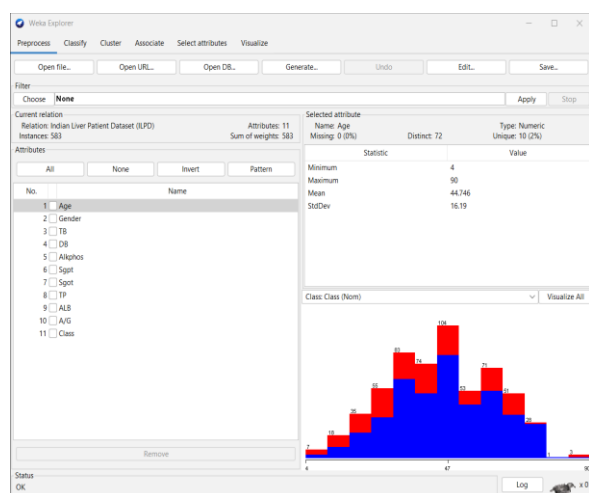 Weka Explorer
Preprocess Classify Cluster Associate Select attributes Visualize
Open file... Open URL... Open DB... Generate... Undo Edit... Save...
Filter
Choose None Apply Stop
Current relation
Relation: Indian Liver Patient Dataset (ILPD) Attributes: 11
Instances: 583 Sum of weights: 583
Selected attribute
Name: Age Type: Numeric
Missing: 0 (0%) Distinct: 72 Unique: 10 (2%)
Attributes
All None Invert Pattern
No. Name
1 Age
2 Gender
3 TB
4 DB
5 Alkphos
6 Sgpt
7 Sgot
8 TP
9 ALB
10 A/G
11 Class
Remove
Statistic Value
Minimum 4
Maximum 90
Mean 44.746
StdDev 16.19
Class: Class (Nom) Visualize All
104
74
71
53
51
35
18
7
1
3
4 47 90
Status
OK
Log x 0